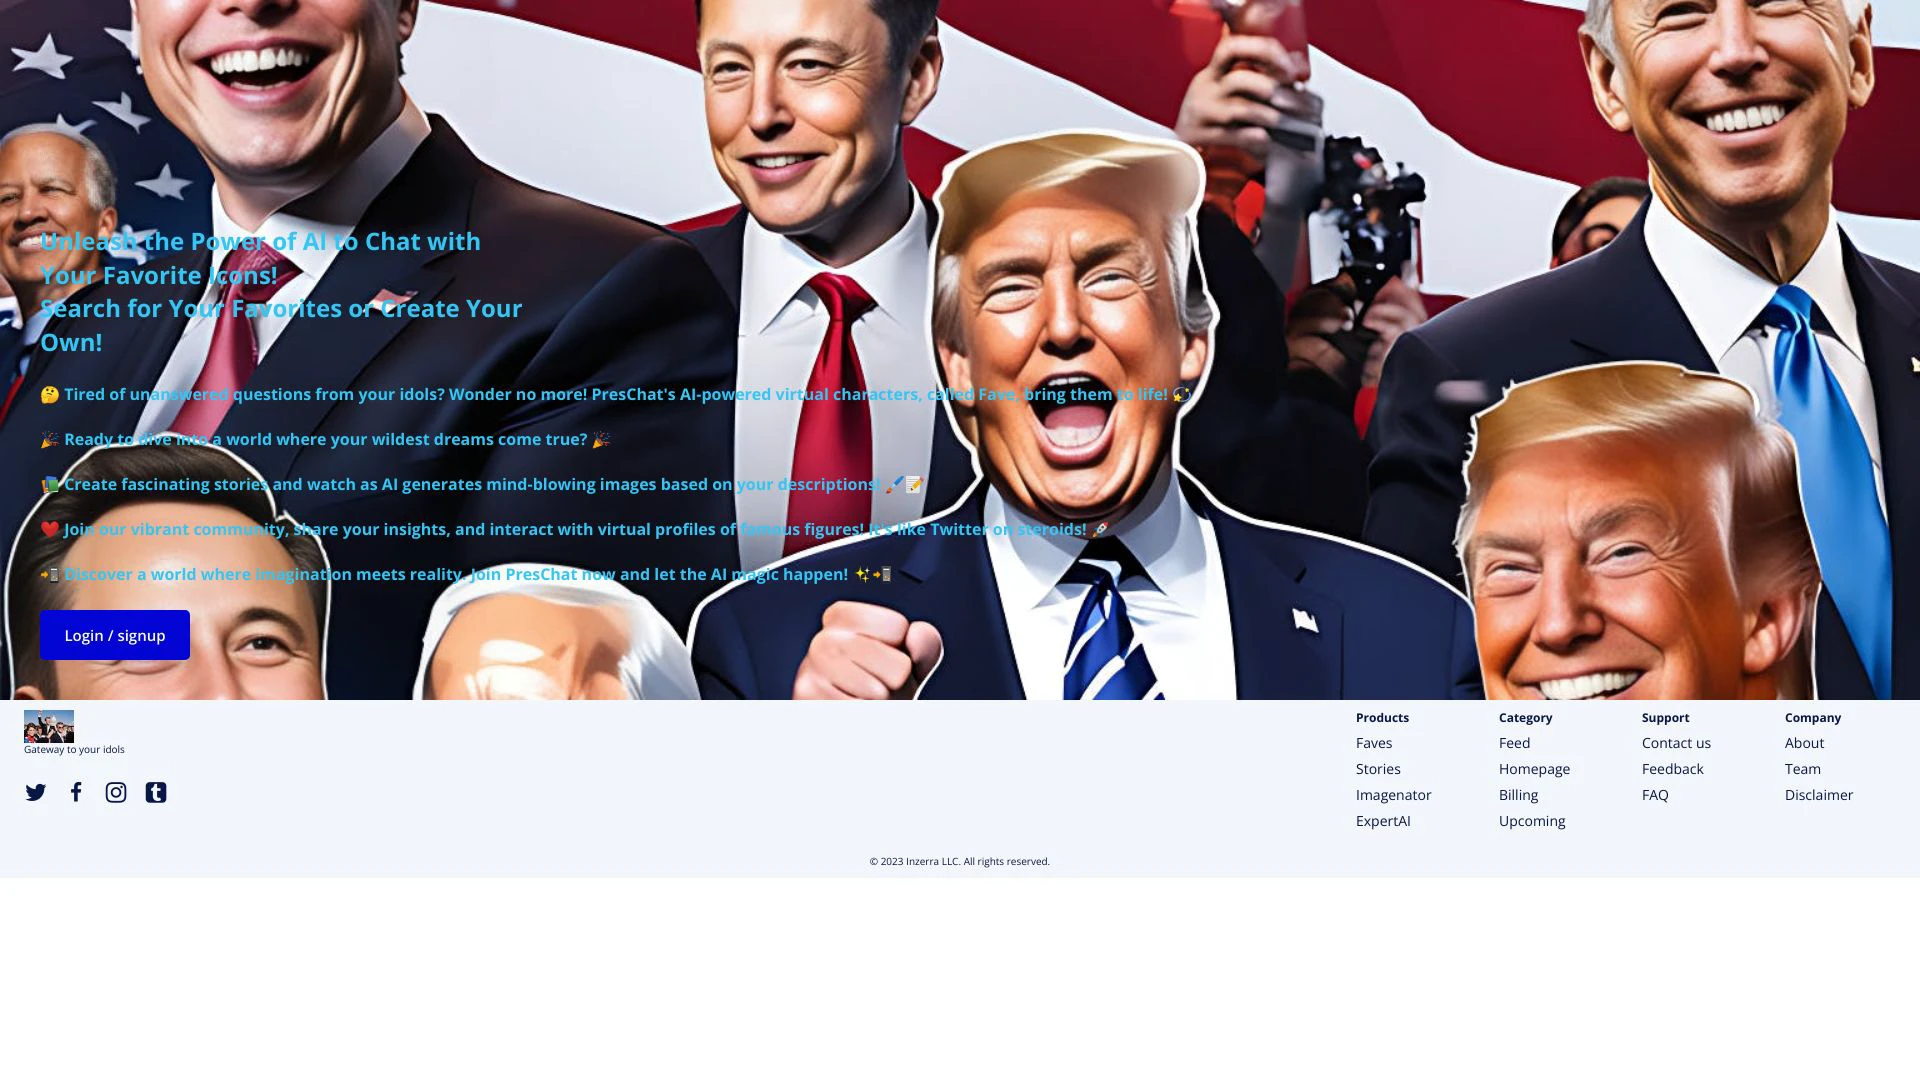 Unleash the Power of AI to Chat with
Your Favorite Icons!
Search for Your Favorites or Create Your
Own!
🤔 Tired of unanswered questions from your idols? Wonder no more! PresChat's AI-powered virtual characters, called Fave, bring them to life! 💫
🎉 Ready to dive into a world where your wildest dreams come true? 🎉
📚 Create fascinating stories and watch as AI generates mind-blowing images based on your descriptions! 🖌️📝
❤️ Join our vibrant community, share your insights, and interact with virtual profiles of famous figures! It's like Twitter on steroids! 🚀
📲 Discover a world where imagination meets reality. Join PresChat now and let the AI magic happen! ✨📲
Login / signup
Gateway to your idols
Products
Faves
Stories
Imagenator
ExpertAI
Category
Feed
Homepage
Billing
Upcoming
Support
Contact us
Feedback
FAQ
Company
About
Team
Disclaimer
© 2023 Inzerra LLC. All rights reserved.